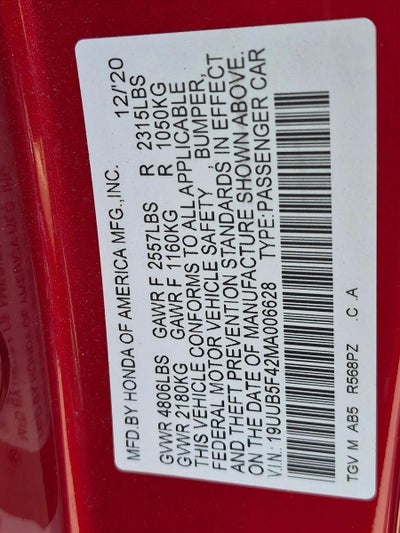 MFD.BY HONDA OF AMERICA MFG.,INC. 12/'20
GVWR 4806LBS GAWR F 2557LBS R 2315LBS
GVWR 2180KG GAWR F 1160KG R 1050KG
THIS VEHICLE CONFORMS TO ALL APPLICABLE
FEDERAL MOTOR VEHICLE SAFETY , BUMPER,
AND THEFT PREVENTION STANDARDS IN EFFECT
ON THE DATE OF MANUFACTURE SHOWN ABOVE.
V.I.N. : 19UUB5F42MA006628 TYPE:PASSENGER CAR
TGV M AB5 R568PZ .C .A